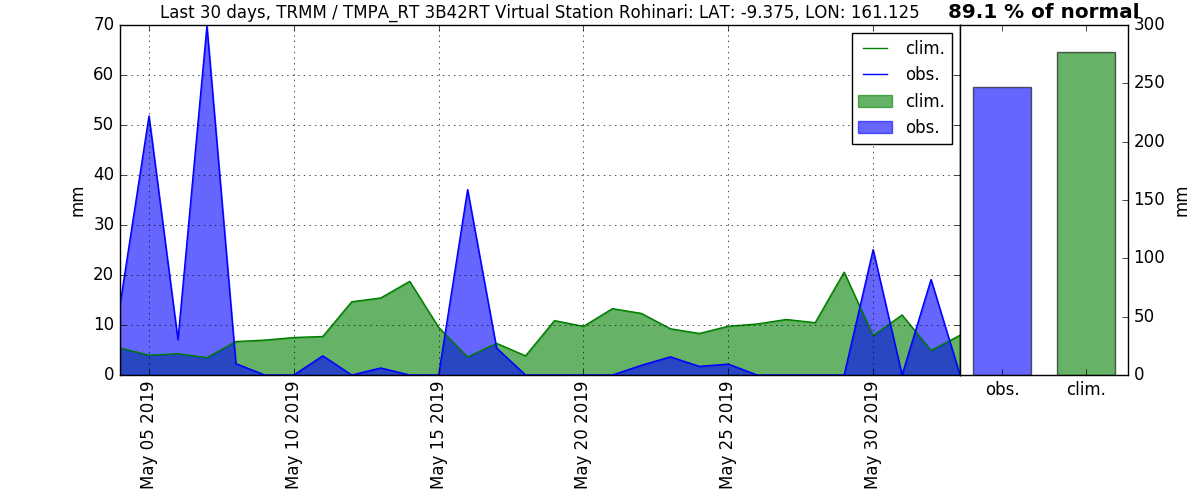 Last 30 days, TRMM / TMPA_RT 3B42RT Virtual Station Rohinari: LAT: -9.375, LON: 161.125
89.1 % of normal
70
60
50
40
30
20
10
0
mm
clim.
obs.
clim.
obs.
May 05 2019
May 10 2019
May 15 2019
May 20 2019
May 25 2019
May 30 2019
300
250
200
150
100
50
0
mm
obs.
clim.